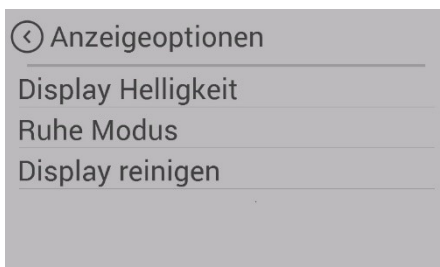 Anzeigeoptionen
Display Helligkeit
Ruhe Modus
Display reinigen